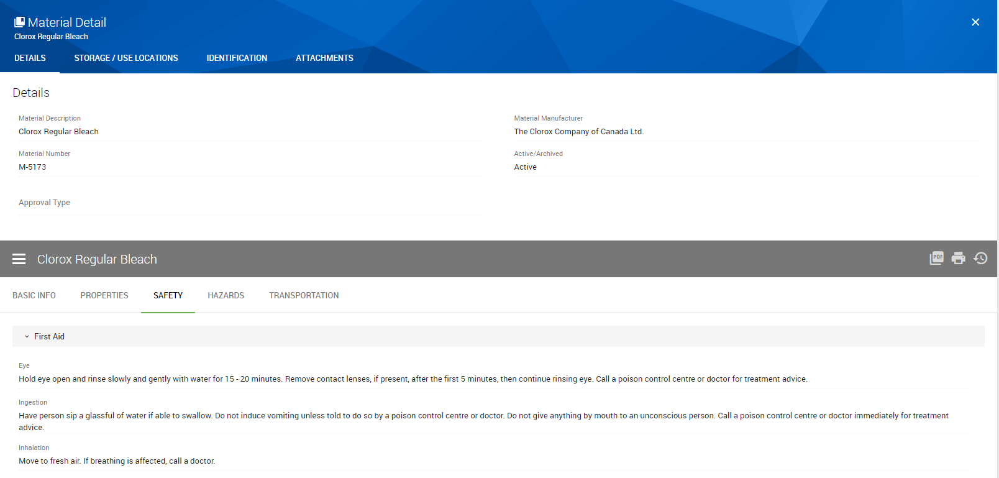 Material Detail
Clorox Regular Bleach
DETAILS STORAGE / USE LOCATIONS IDENTIFICATION ATTACHMENTS
Details
Material Description
Clorox Regular Bleach
Material Manufacturer
The Clorox Company of Canada Ltd.
Material Number
M-5173
Active/Archived
Active
Approval Type
Clorox Regular Bleach
PDF
BASIC INFO PROPERTIES SAFETY HAZARDS TRANSPORTATION
First Aid
Eye
Hold eye open and rinse slowly and gently with water for 15 - 20 minutes. Remove contact lenses, if present, after the first 5 minutes, then continue rinsing eye. Call a poison control centre or doctor for treatment advice.
Ingestion
Have person sip a glassful of water if able to swallow. Do not induce vomiting unless told to do so by a poison control centre or doctor. Do not give anything by mouth to an unconscious person. Call a poison control centre or doctor immediately for treatment
advice.
Inhalation
Move to fresh air. If breathing is affected, call a doctor.